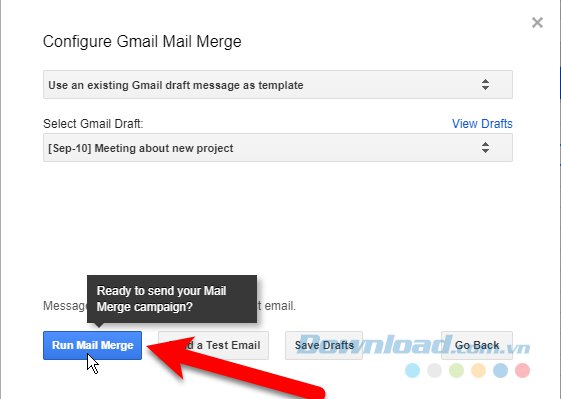 Configure Gmail Mail Merge
Use an existing Gmail draft message as template
Select Gmail Draft: View Drafts
[Sep-10] Meeting about new project
Ready to send your Mail
Merge campaign?
Messag t email.
Run Mail Merge d a Test Email Save Drafts Go Back
Download.com.vn